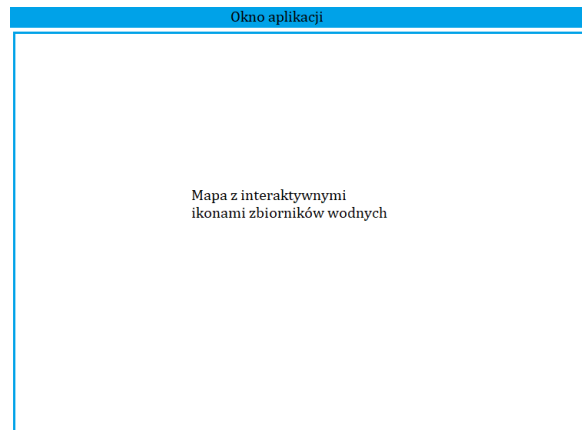 Okno aplikacji
Mapa z interaktywnymi
ikonami zbiorników wodnych